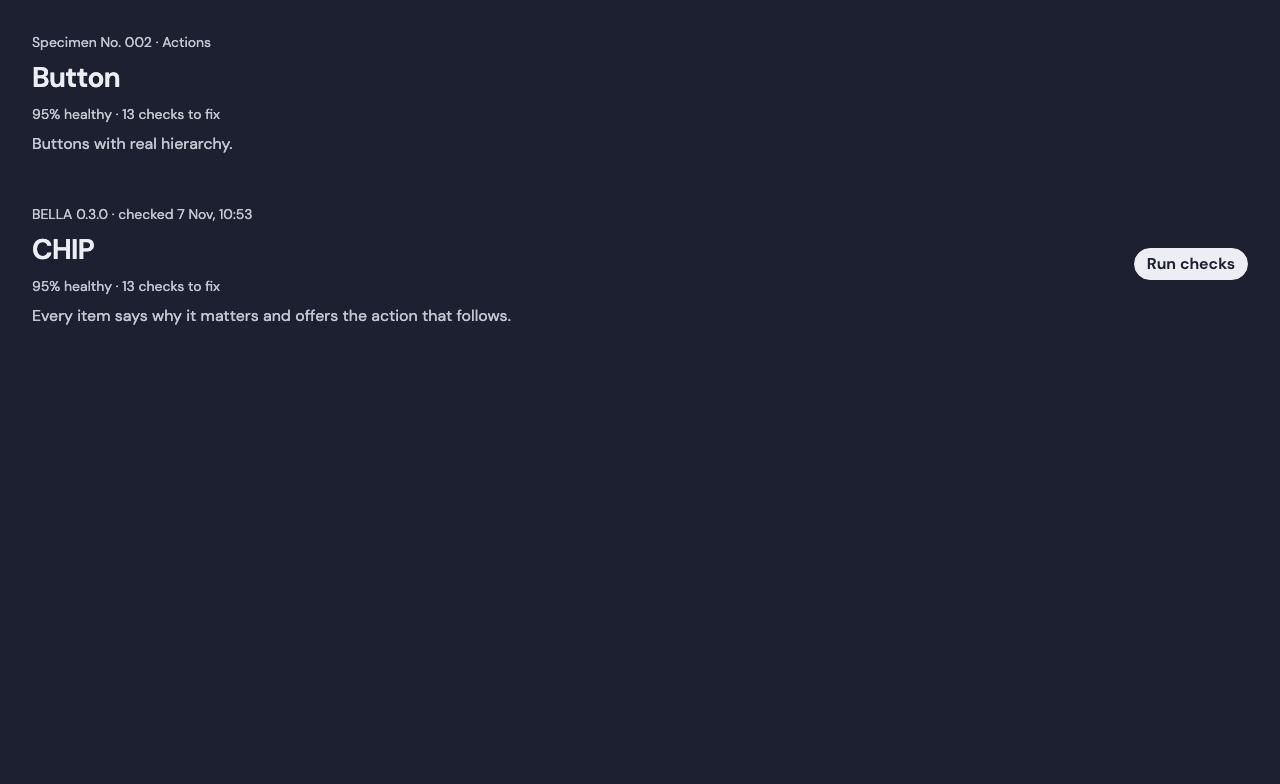 Specimen No. 002 · Actions
Button
95% healthy · 13 checks to fix
Buttons with real hierarchy.
BELLA 0.3.0 · checked 7 Nov, 10:53
CHIP
Run checks
95% healthy · 13 checks to fix
Every item says why it matters and offers the action that follows.